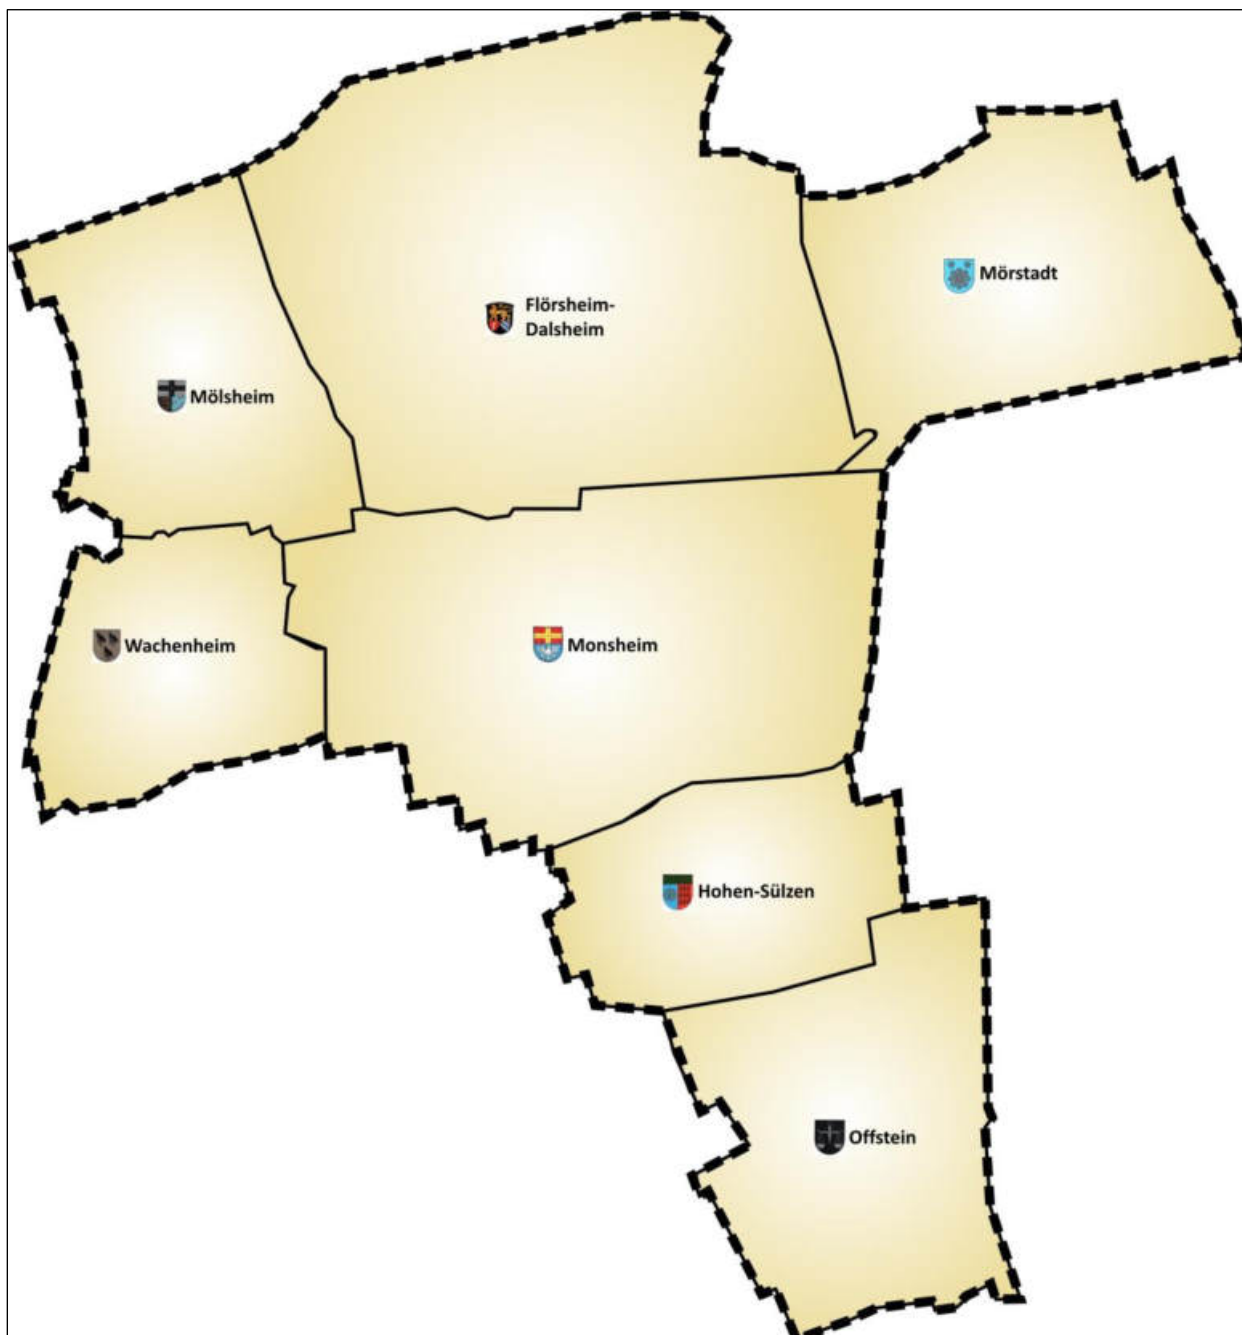 Mörstadt
Flörsheim-
Dalsheim
Mölsheim
Wachenheim
Monsheim
Hohen-Sülzen
Offstein